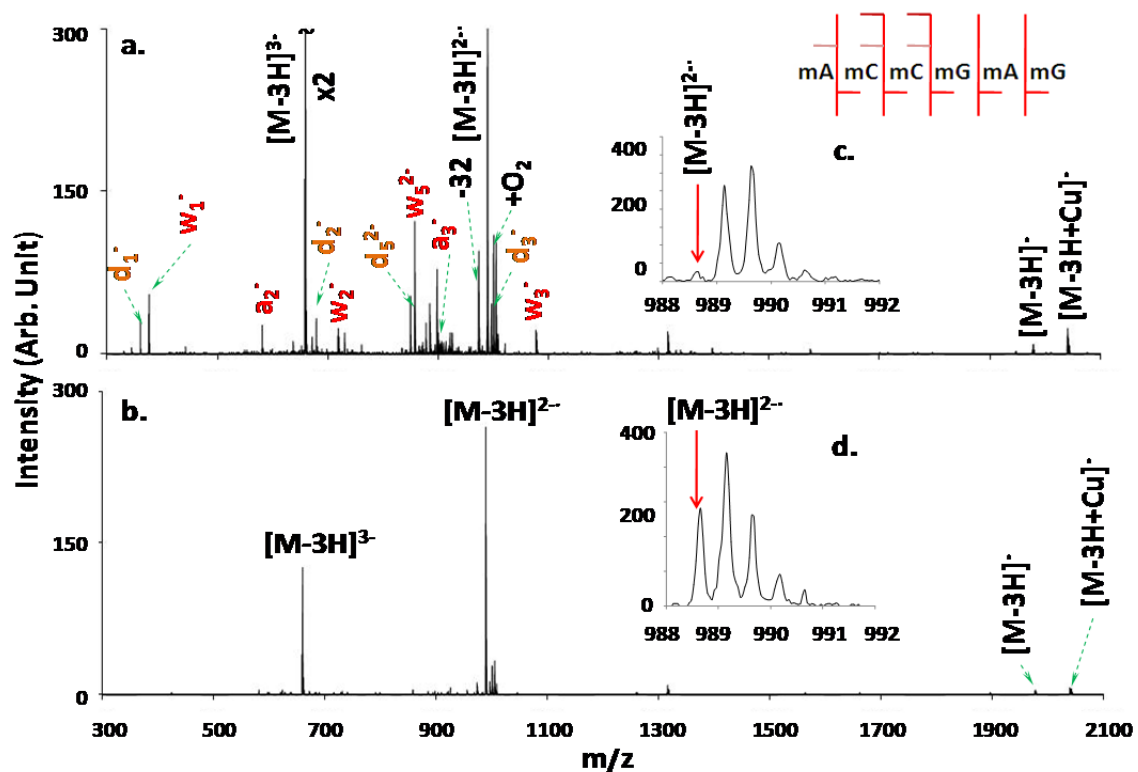 300
150
0
Intensity (Arb. Unit)
a.
[M-3H]³⁻
~
x2
[M-3H]²⁻·
-32
+O₂
d₁⁻
w₁⁻
a₂⁻
d₂⁻
w₂⁻
d₅²⁻
w₅²⁻
a₃⁻
d₃⁻
w₃⁻
[M-3H]⁻
[M-3H+Cu]⁻
mA mC mC mG mA mG
c.
[M-3H]²⁻·
400
200
0
988 989 990 991 992
b.
300
150
0
[M-3H]³⁻
[M-3H]²⁻·
[M-3H]⁻
[M-3H+Cu]⁻
d.
[M-3H]²⁻·
400
200
0
988 989 990 991 992
300 500 700 900 1100 1300 1500 1700 1900 2100
m/z